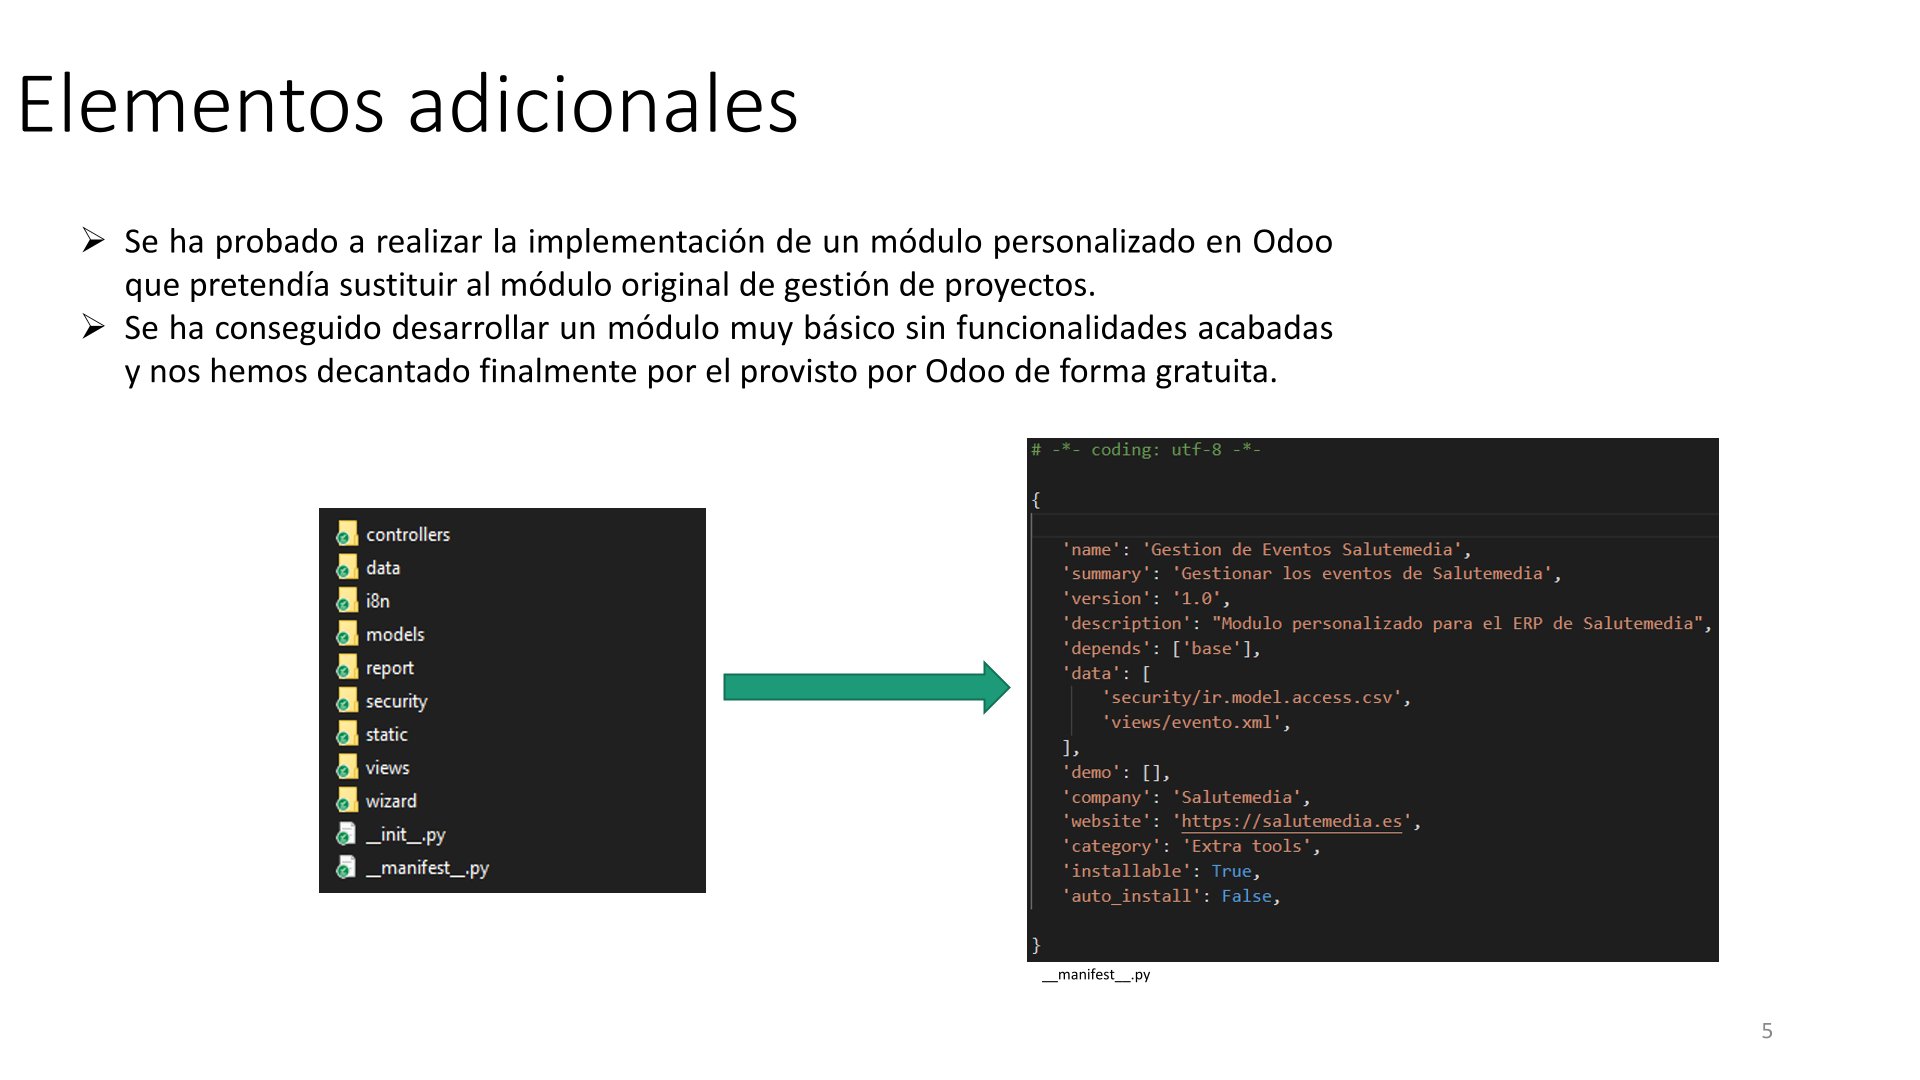 Elementos adicionales
➢ Se ha probado a realizar la implementación de un módulo personalizado en Odoo
que pretendía sustituir al módulo original de gestión de proyectos.
➢ Se ha conseguido desarrollar un módulo muy básico sin funcionalidades acabadas
y nos hemos decantado finalmente por el provisto por Odoo de forma gratuita.
controllers
data
i8n
models
report
security
static
views
wizard
__init__.py
__manifest__.py
# -*- coding: utf-8 -*-
{
'name': 'Gestion de Eventos Salutemedia',
'summary': 'Gestionar los eventos de Salutemedia',
'version': '1.0',
'description': "Modulo personalizado para el ERP de Salutemedia",
'depends': ['base'],
'data': [
'security/ir.model.access.csv',
'views/evento.xml',
],
'demo': [],
'company': 'Salutemedia',
'website': 'https://salutemedia.es',
'category': 'Extra tools',
'installable': True,
'auto_install': False,
}
__manifest__.py
5